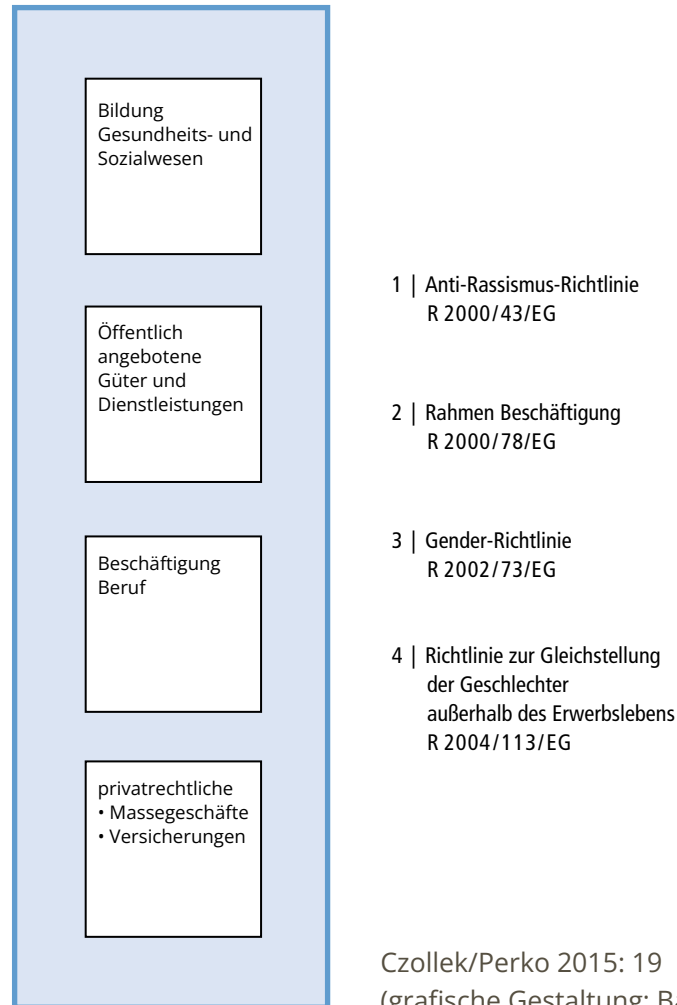 Bildung
Gesundheits- und
Sozialwesen
Öffentlich
angebotene
Güter und
Dienstleistungen
Beschäftigung
Beruf
privatrechtliche
• Massegeschäfte
• Versicherungen
1 | Anti-Rassismus-Richtlinie
R 2000/43/EG
2 | Rahmen Beschäftigung
R 2000/78/EG
3 | Gender-Richtlinie
R 2002/73/EG
4 | Richtlinie zur Gleichstellung
der Geschlechter
außerhalb des Erwerbslebens
R 2004/113/EG
Czollek/Perko 2015: 19
(grafische Gestaltung: